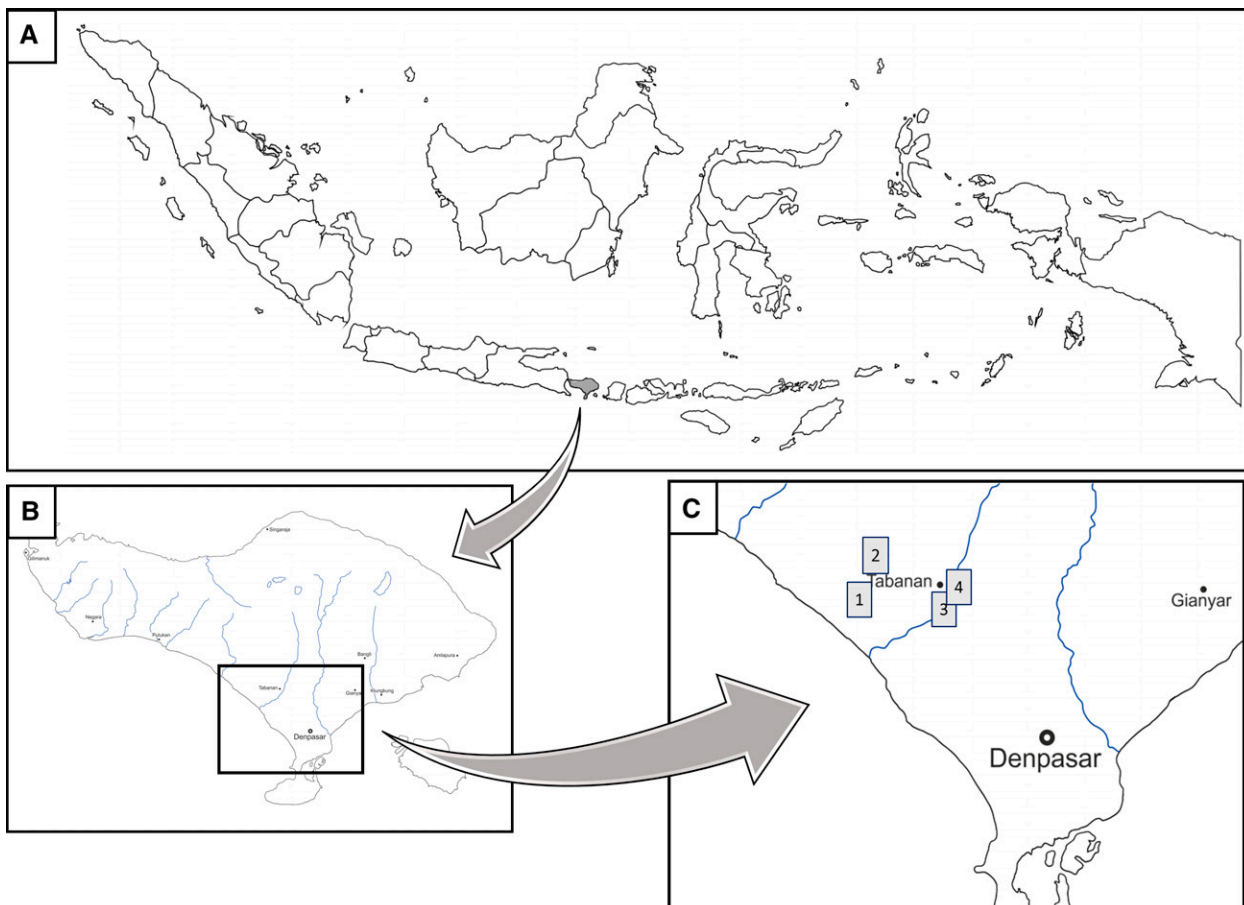 A
B
Singaraja
Gilimanuk
Negara
Pulukan
Bangli
Amlapura
Tabanan
Gianyar
Klungkung
Denpasar
C
2
Tabanan
4
1
3
Gianyar
Denpasar